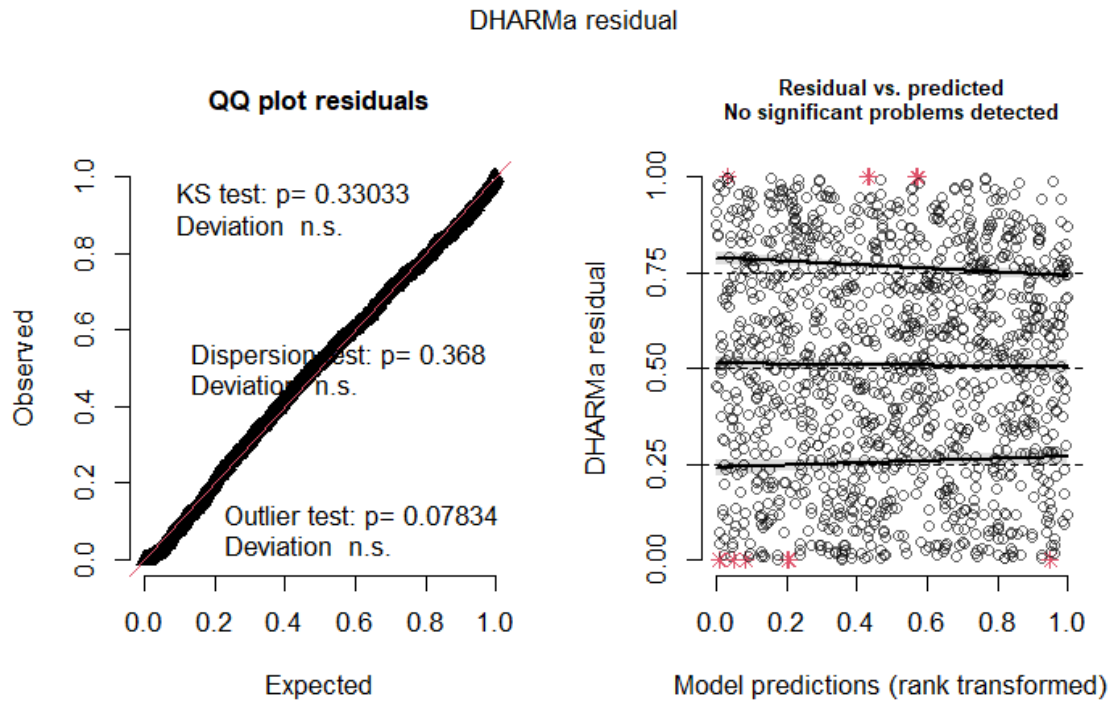 DHARMa residual
QQ plot residuals
KS test: p= 0.33033
Deviation n.s.
Dispersion test: p= 0.368
Deviation n.s.
Outlier test: p= 0.07834
Deviation n.s.
Observed
0.0 0.2 0.4 0.6 0.8 1.0
0.0 0.2 0.4 0.6 0.8 1.0
Expected
Residual vs. predicted
No significant problems detected
DHARMa residual
0.00 0.25 0.50 0.75 1.00
0.0 0.2 0.4 0.6 0.8 1.0
Model predictions (rank transformed)